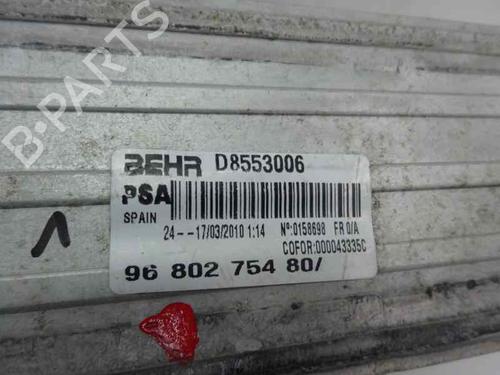 B-PARTS
BEHR D8553006
PSA
SPAIN
24--17/03/2010 1:14 Nº:0158698 FR 0/A
COFOR:000043335C
96 802 754 80/